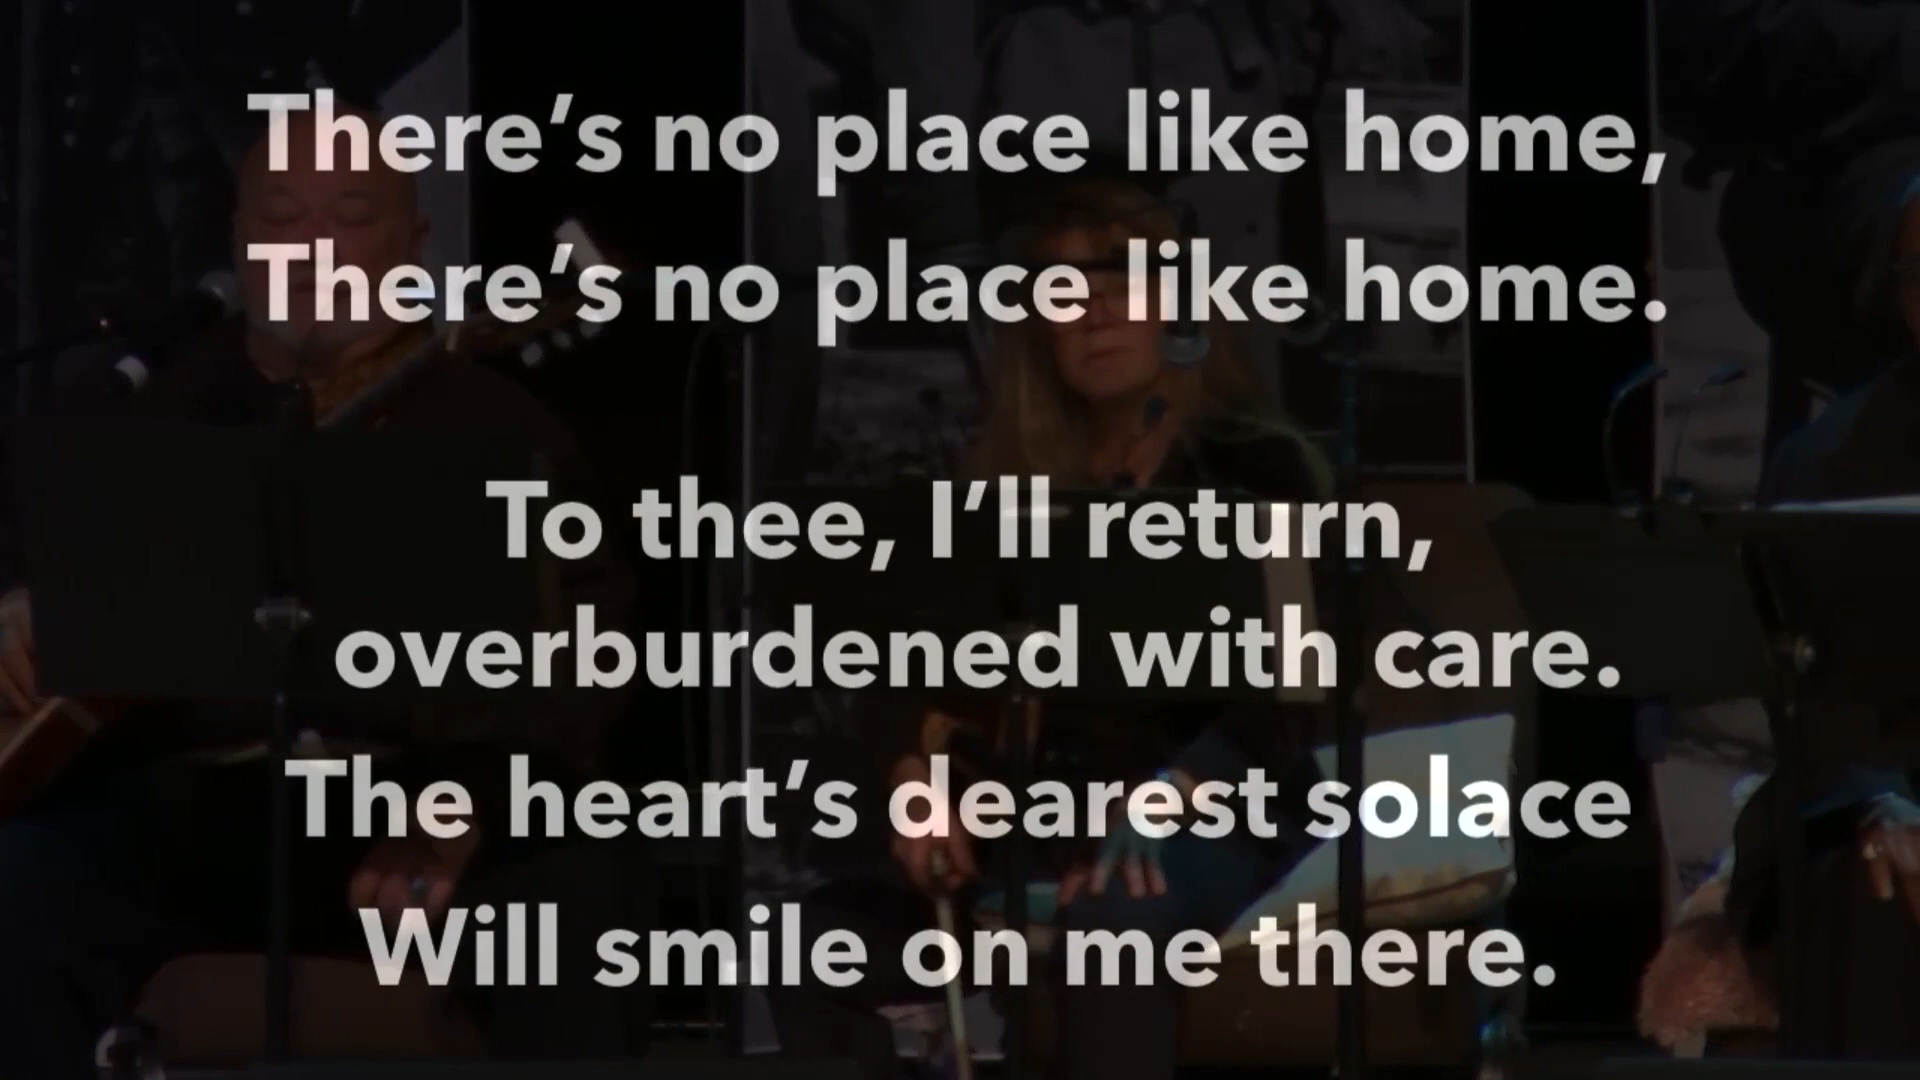 There’s no place like home,
There’s no place like home.
To thee, I’ll return,
overburdened with care.
The heart’s dearest solace
Will smile on me there.